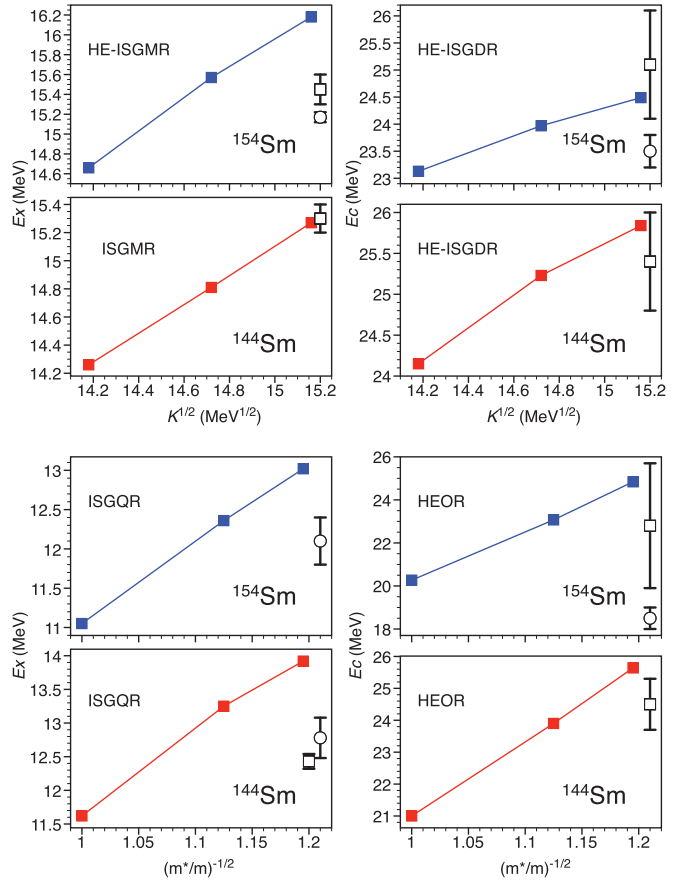 16.2
16
15.8
15.6
15.4
15.2
15
14.8
14.6
HE-ISGMR
¹⁵⁴Sm
26
25.5
25
24.5
24
23.5
23
HE-ISGDR
¹⁵⁴Sm
Ex (MeV)
Ec (MeV)
15.4
15.2
15
14.8
14.6
14.4
14.2
ISGMR
¹⁴⁴Sm
14.2 14.4 14.6 14.8 15 15.2
K^1/2 (MeV^1/2)
26
25.5
25
24.5
24
HE-ISGDR
¹⁴⁴Sm
14.2 14.4 14.6 14.8 15 15.2
K^1/2 (MeV^1/2)
13
12.5
12
11.5
11
ISGQR
¹⁵⁴Sm
26
24
22
20
18
HEOR
¹⁵⁴Sm
Ex (MeV)
Ec (MeV)
14
13.5
13
12.5
12
11.5
ISGQR
¹⁴⁴Sm
1 1.05 1.1 1.15 1.2
(m*/m)^-1/2
26
25
24
23
22
21
HEOR
¹⁴⁴Sm
1 1.05 1.1 1.15 1.2
(m*/m)^-1/2